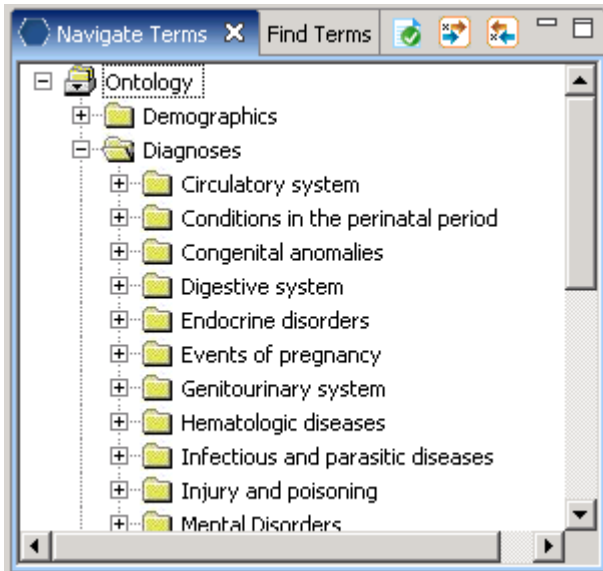 Navigate Terms Find Terms
Ontology
Demographics
Diagnoses
Circulatory system
Conditions in the perinatal period
Congenital anomalies
Digestive system
Endocrine disorders
Events of pregnancy
Genitourinary system
Hematologic diseases
Infectious and parasitic diseases
Injury and poisoning
Mental Disorders